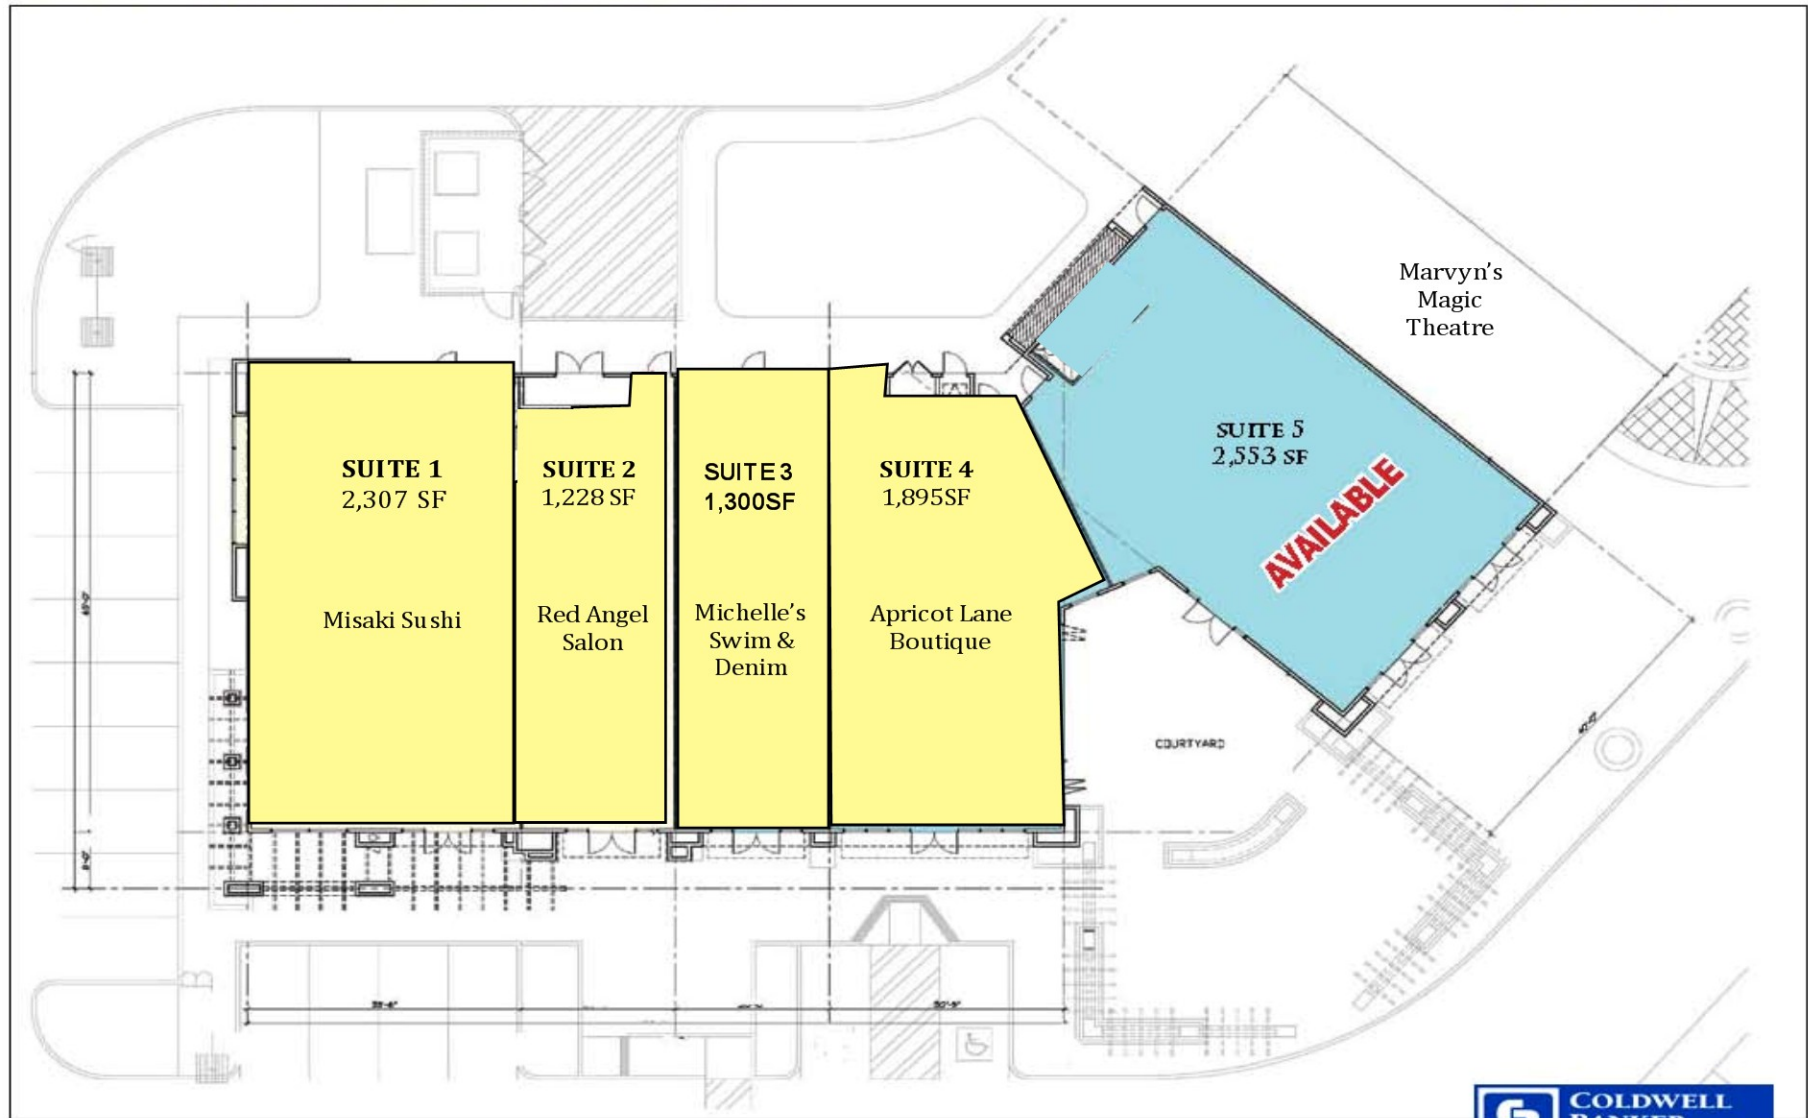 Marvyn's
Magic
Theatre
SUITE 1
2,307 SF
SUITE 2
1,228 SF
SUITE 3
1,300SF
SUITE 4
1,895SF
SUITE 5
2,553 SF
AVAILABLE
Misaki Sushi
Red Angel
Salon
Michelle's
Swim &
Denim
Apricot Lane
Boutique
COURTYARD
COLDWELL
BANKER